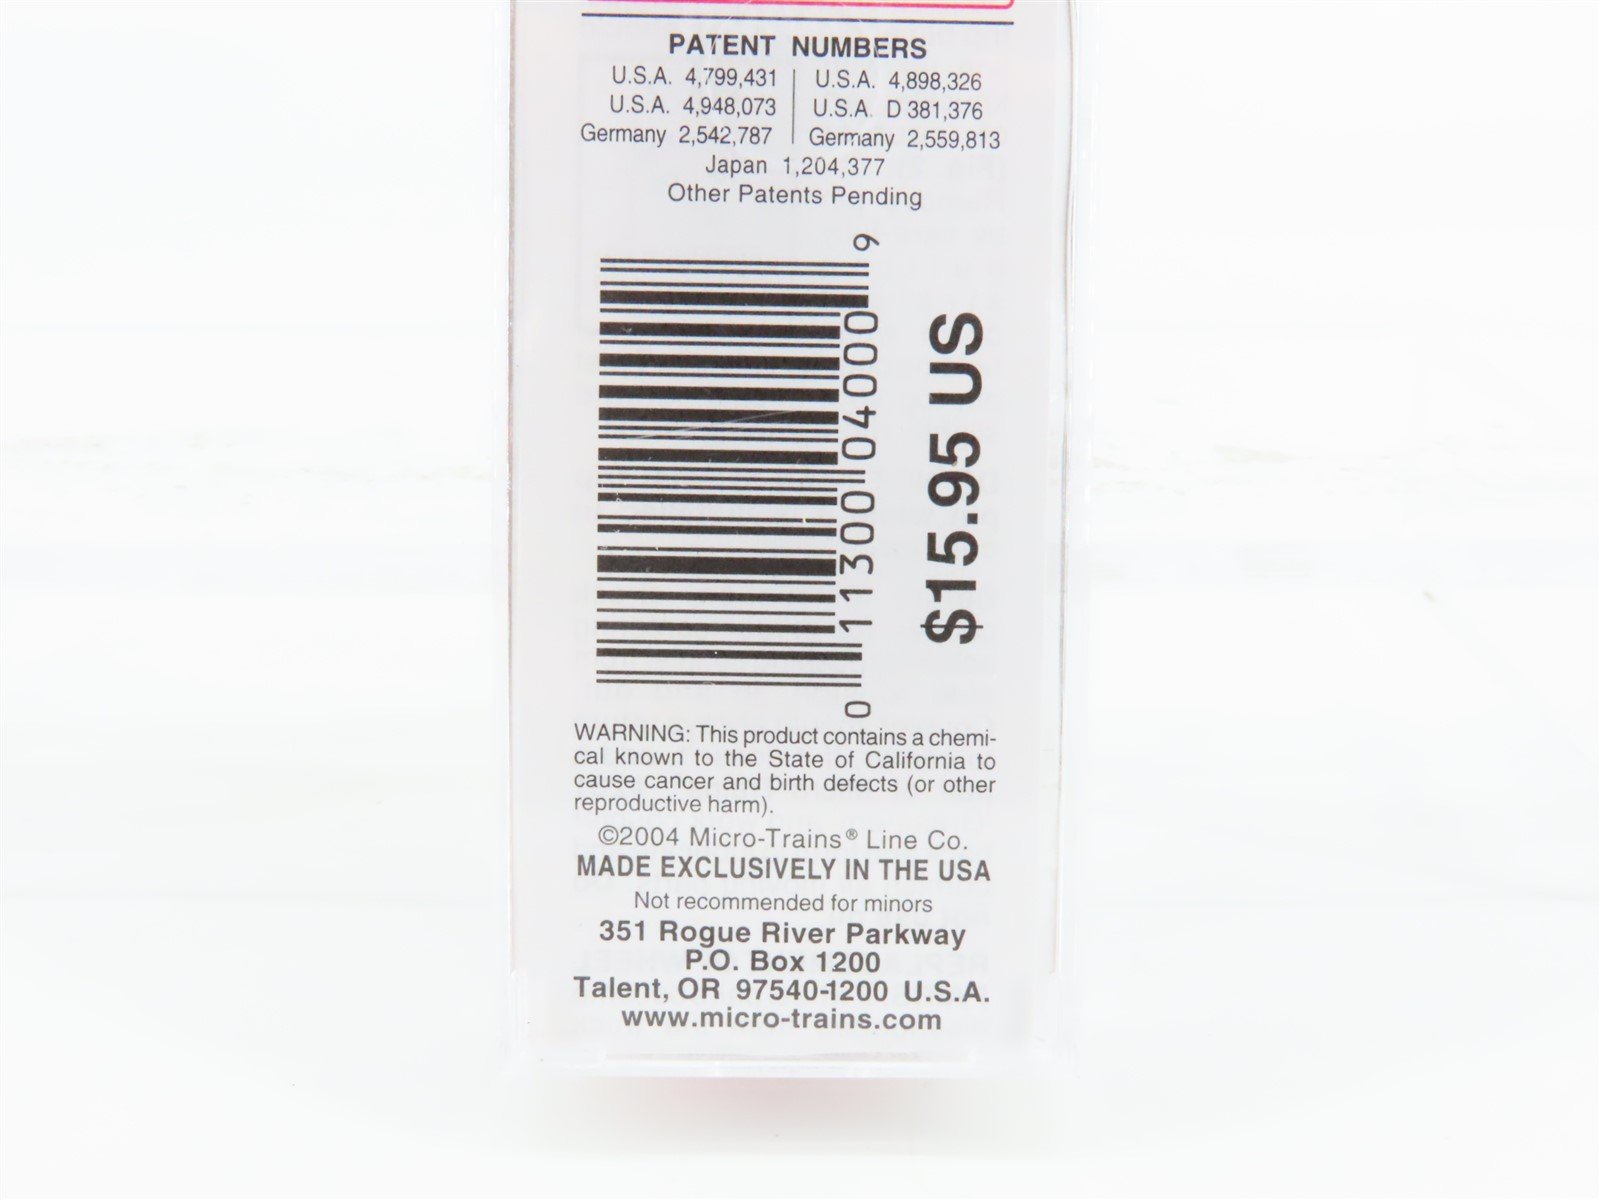 PATENT NUMBERS
U.S.A. 4,799,431 | U.S.A. 4,898,326
U.S.A. 4,948,073 | U.S.A. D 381,376
Germany 2,542,787 | Germany 2,559,813
Japan 1,204,377
Other Patents Pending
0 11300 04000 9
$15.95 US
WARNING: This product contains a chemi-
cal known to the State of California to
cause cancer and birth defects (or other
reproductive harm).
©2004 Micro-Trains® Line Co.
MADE EXCLUSIVELY IN THE USA
Not recommended for minors
351 Rogue River Parkway
P.O. Box 1200
Talent, OR 97540-1200 U.S.A.
www.micro-trains.com